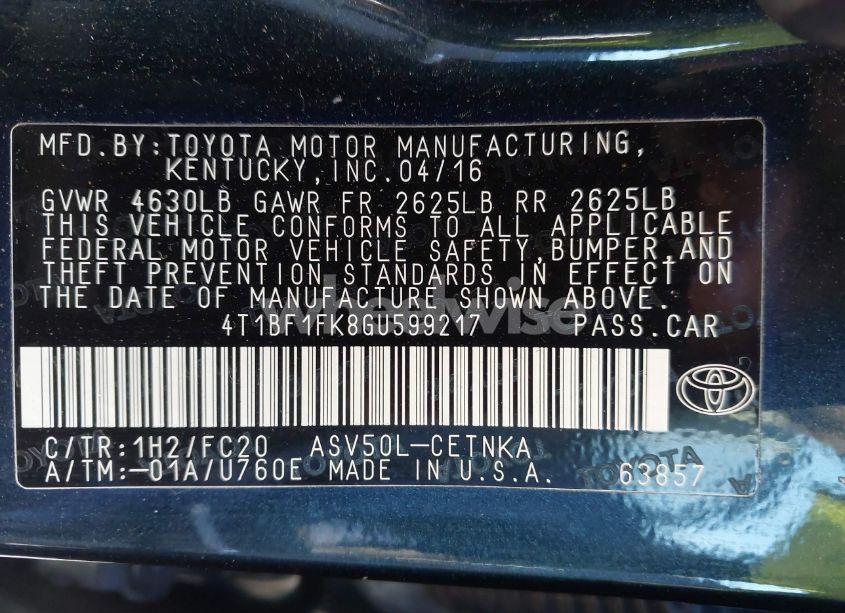 MFD.BY:TOYOTA MOTOR MANUFACTURING,
KENTUCKY,INC.04/16
GVWR 4630LB GAWR FR 2625LB RR 2625LB
THIS VEHICLE CONFORMS TO ALL APPLICABLE
FEDERAL MOTOR VEHICLE SAFETY,BUMPER,AND
THEFT PREVENTION STANDARDS IN EFFECT ON
THE DATE OF MANUFACTURE SHOWN ABOVE.
4T1BF1FK8GU599217 PASS.CAR
C/TR:1H2/FC20 ASV50L-CETNKA
A/TM:-01A/U760E MADE IN U.S.A. 63857